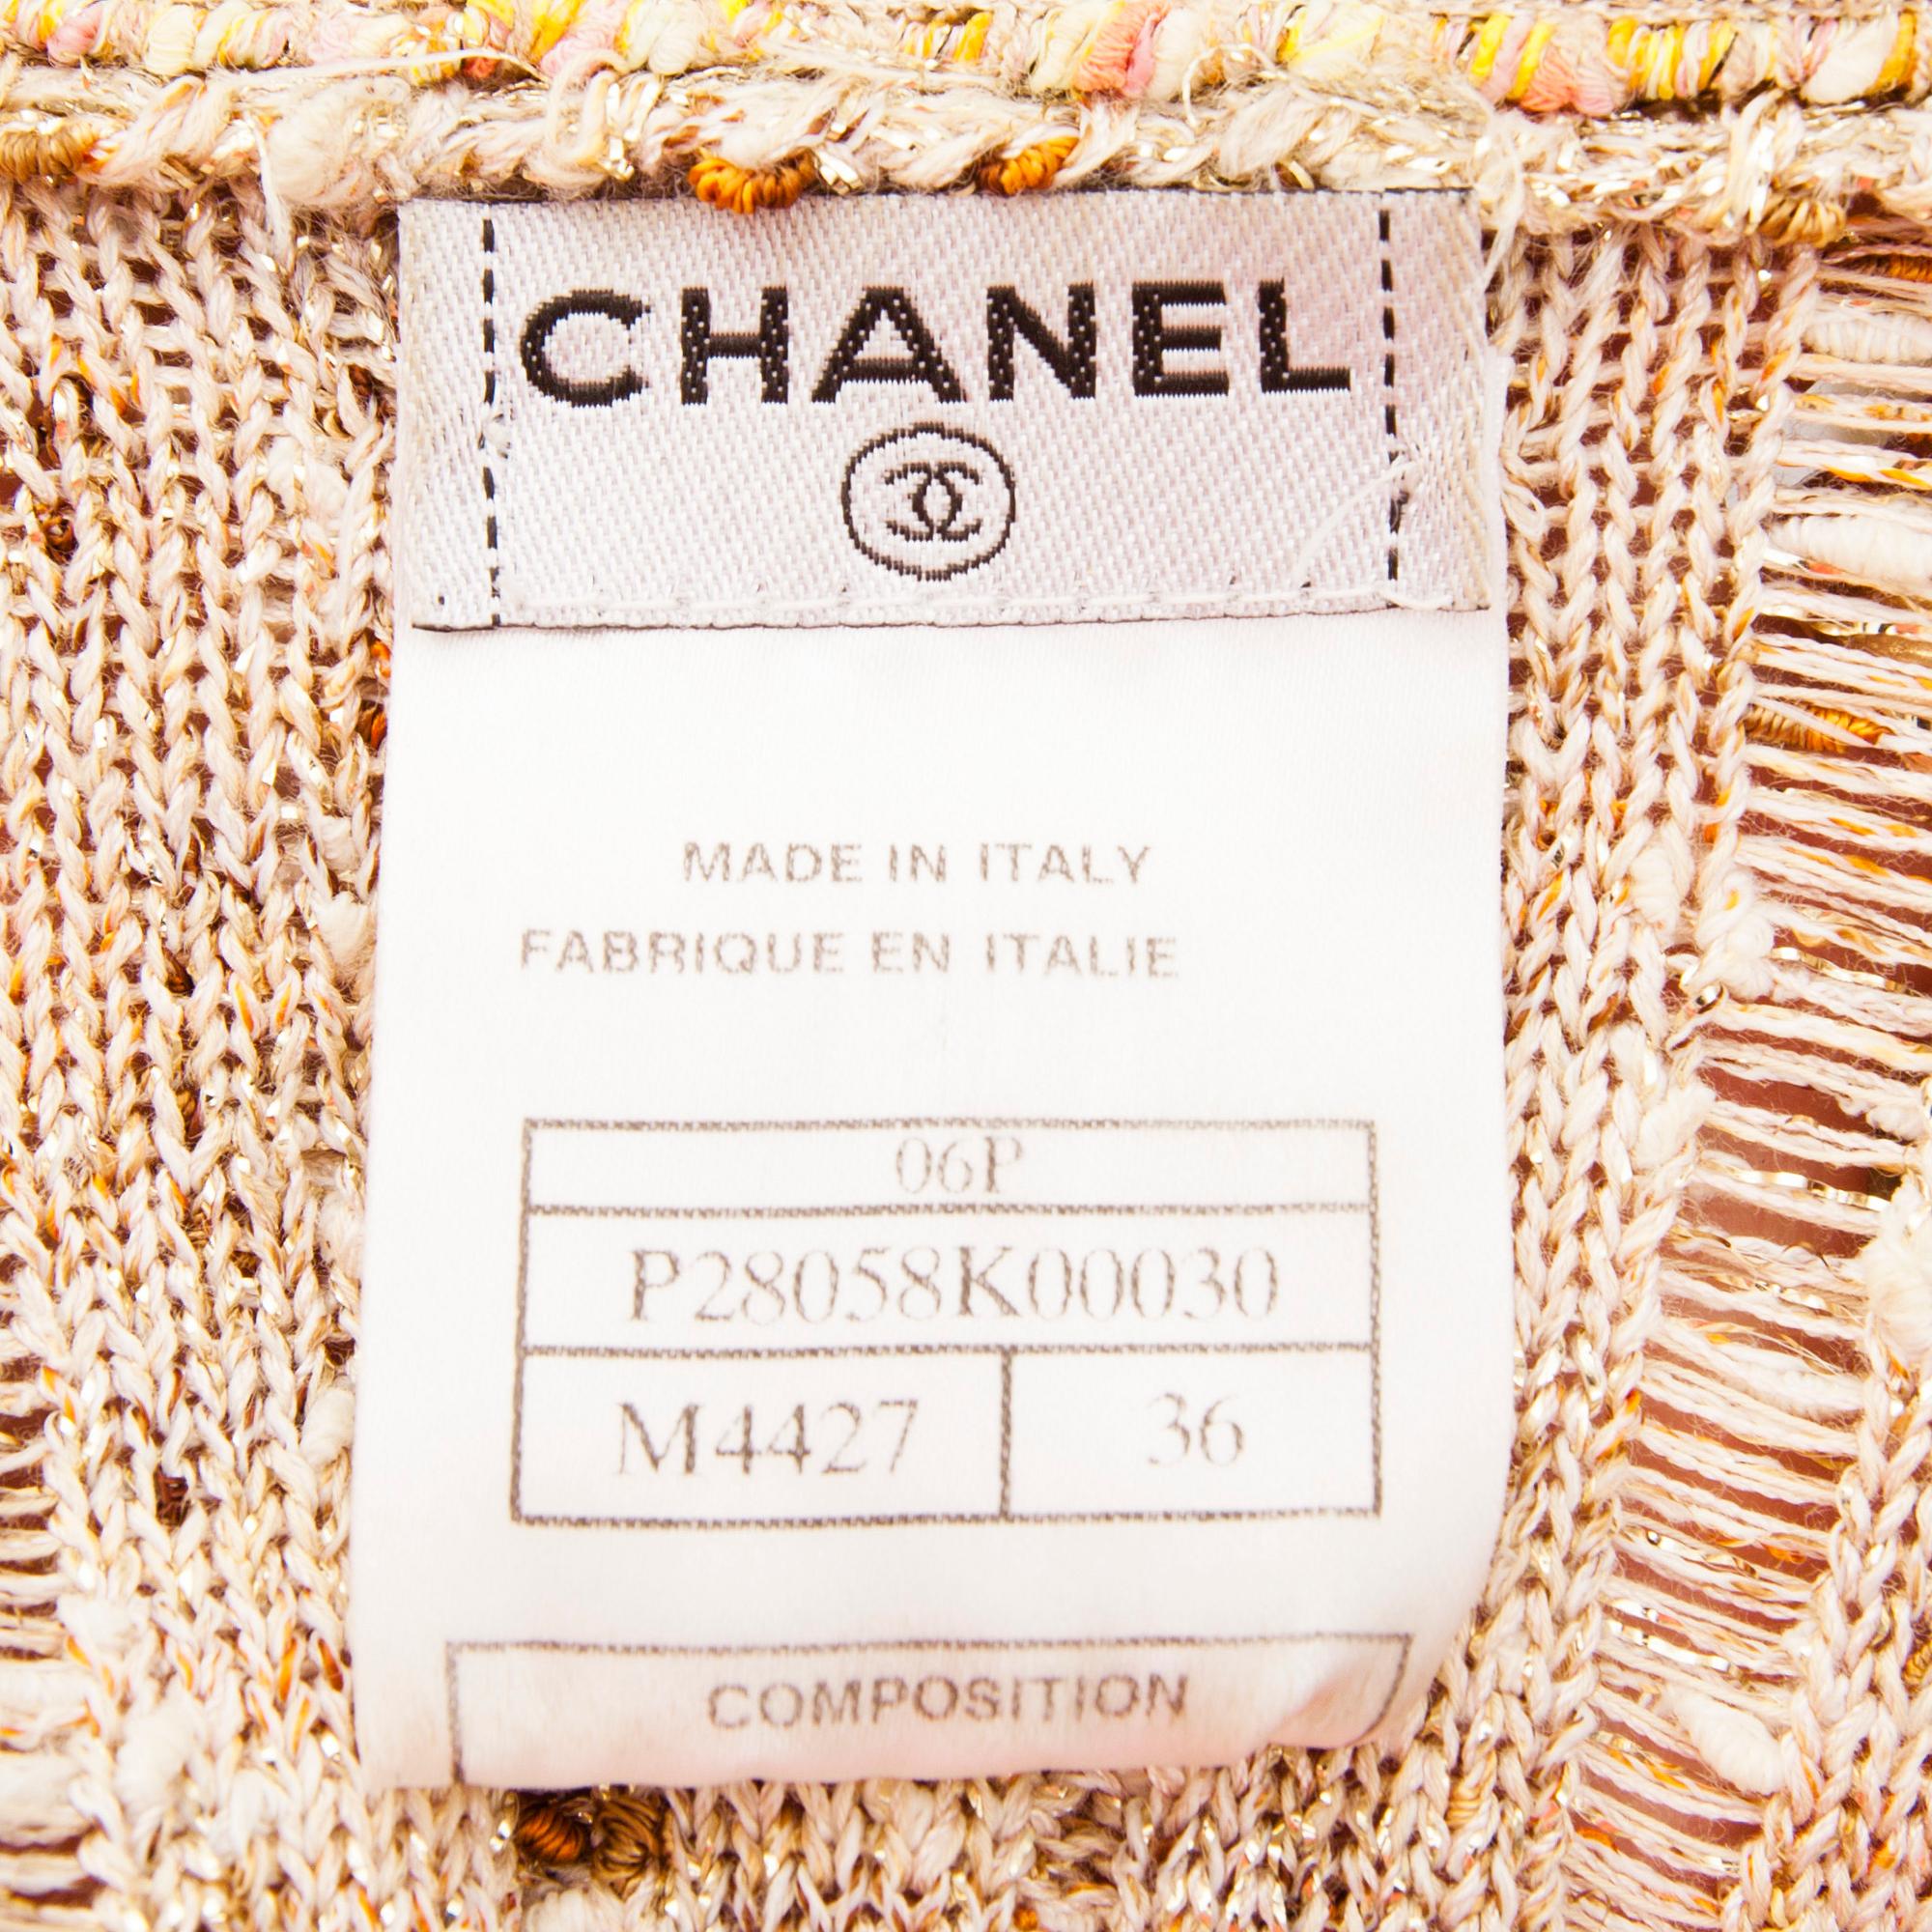 CHANEL
MADE IN ITALY
FABRIQUE EN ITALIE
06P
P28058K00030
M4427 36
COMPOSITION